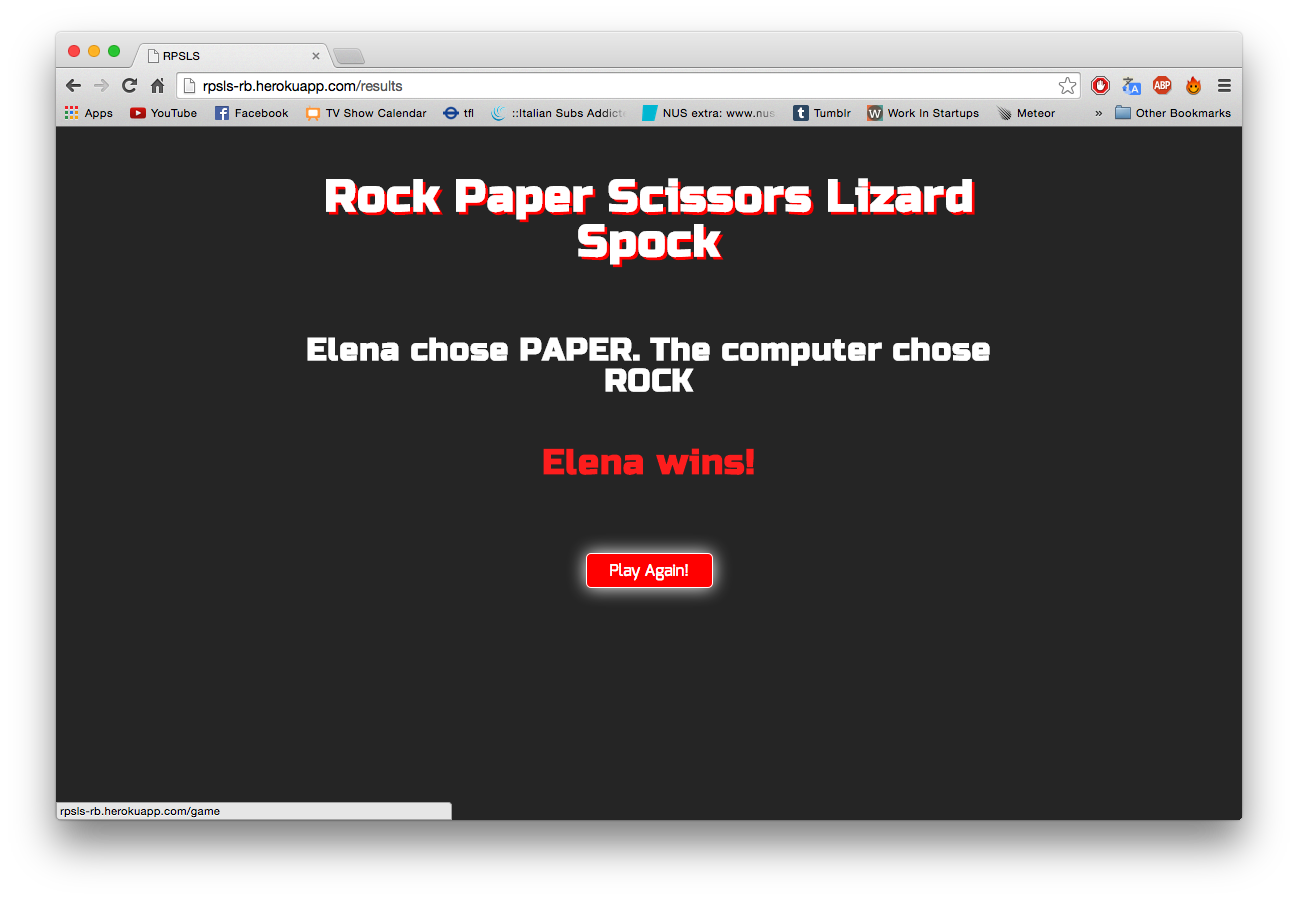 RPSLS
rpsls-rb.herokuapp.com/results
Apps YouTube Facebook TV Show Calendar tfl ::Italian Subs Addict NUS extra: www.nus Tumblr Work In Startups Meteor » Other Bookmarks
Rock Paper Scissors Lizard
Spock
Elena chose PAPER. The computer chose
ROCK
Elena wins!
Play Again!
rpsls-rb.herokuapp.com/game